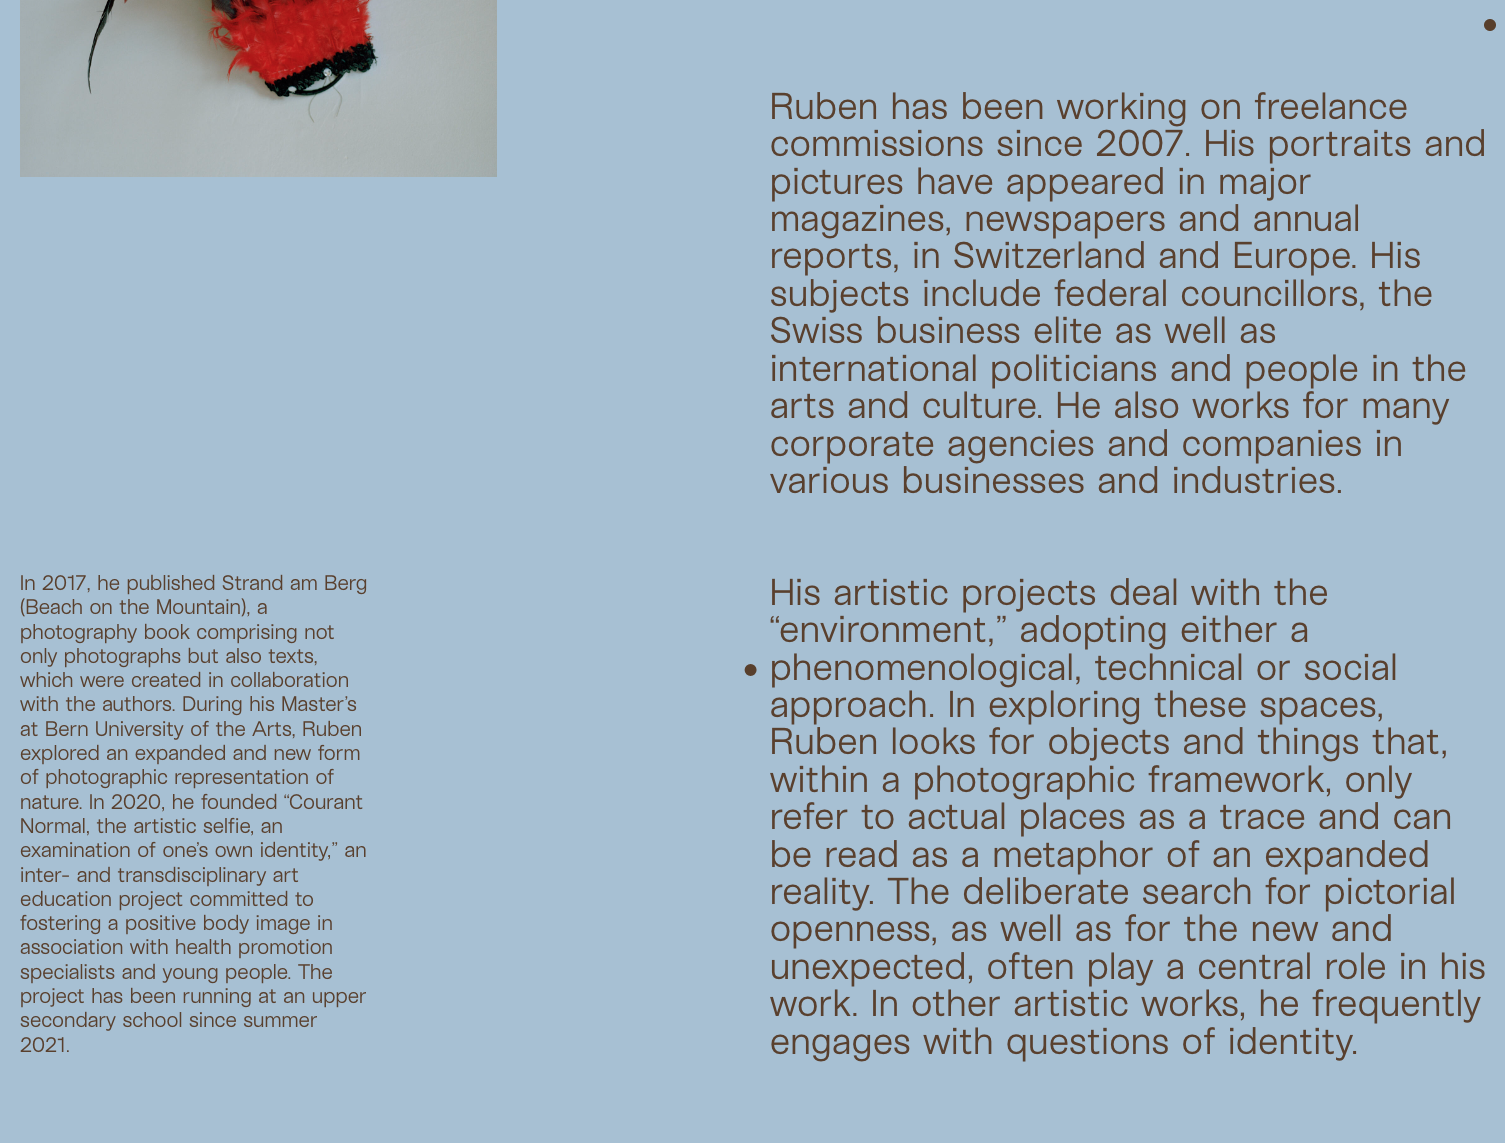 Ruben has been working on freelance
commissions since 2007. His portraits and
pictures have appeared in major
magazines, newspapers and annual
reports, in Switzerland and Europe. His
subjects include federal councillors, the
Swiss business elite as well as
international politicians and people in the
arts and culture. He also works for many
corporate agencies and companies in
various businesses and industries.
In 2017, he published Strand am Berg
(Beach on the Mountain), a
photography book comprising not
only photographs but also texts,
which were created in collaboration
with the authors. During his Master’s
at Bern University of the Arts, Ruben
explored an expanded and new form
of photographic representation of
nature. In 2020, he founded “Courant
Normal, the artistic selfie, an
examination of one’s own identity,” an
inter- and transdisciplinary art
education project committed to
fostering a positive body image in
association with health promotion
specialists and young people. The
project has been running at an upper
secondary school since summer
2021.
His artistic projects deal with the
“environment,” adopting either a
phenomenological, technical or social
approach. In exploring these spaces,
Ruben looks for objects and things that,
within a photographic framework, only
refer to actual places as a trace and can
be read as a metaphor of an expanded
reality. The deliberate search for pictorial
openness, as well as for the new and
unexpected, often play a central role in his
work. In other artistic works, he frequently
engages with questions of identity.